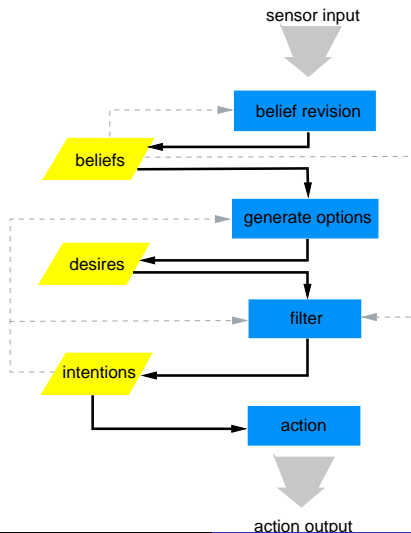 sensor input
belief revision
beliefs
generate options
desires
filter
intentions
action
action output